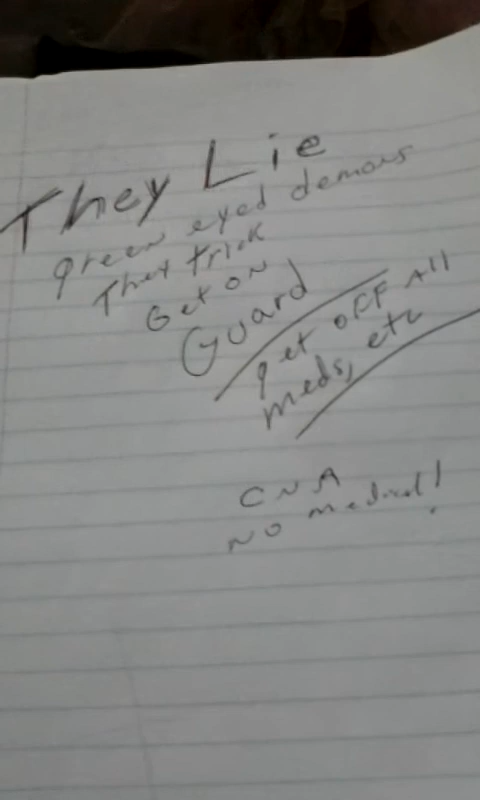 They Lie
green eyed demons
They trick
Get on
Guard
get off All
meds, etc
CNA
No medical!